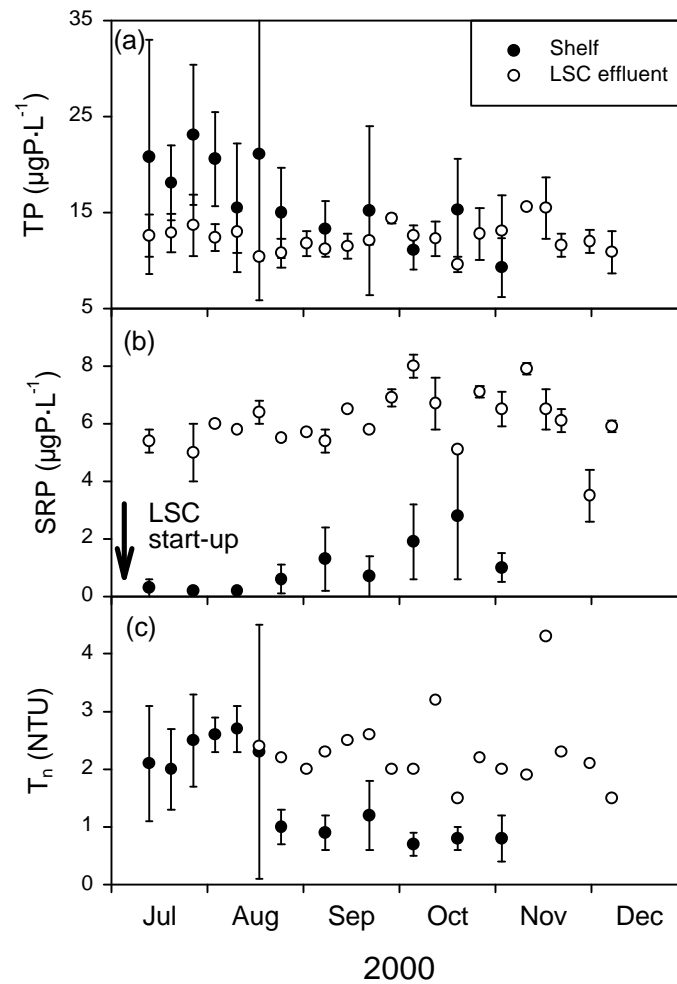 (a)
Shelf
LSC effluent
35
25
15
5
TP (µgP·L⁻¹)
(b)
8
6
4
2
0
SRP (µgP·L⁻¹)
LSC
start-up
(c)
4
3
2
1
0
Tₙ (NTU)
Jul Aug Sep Oct Nov Dec
2000